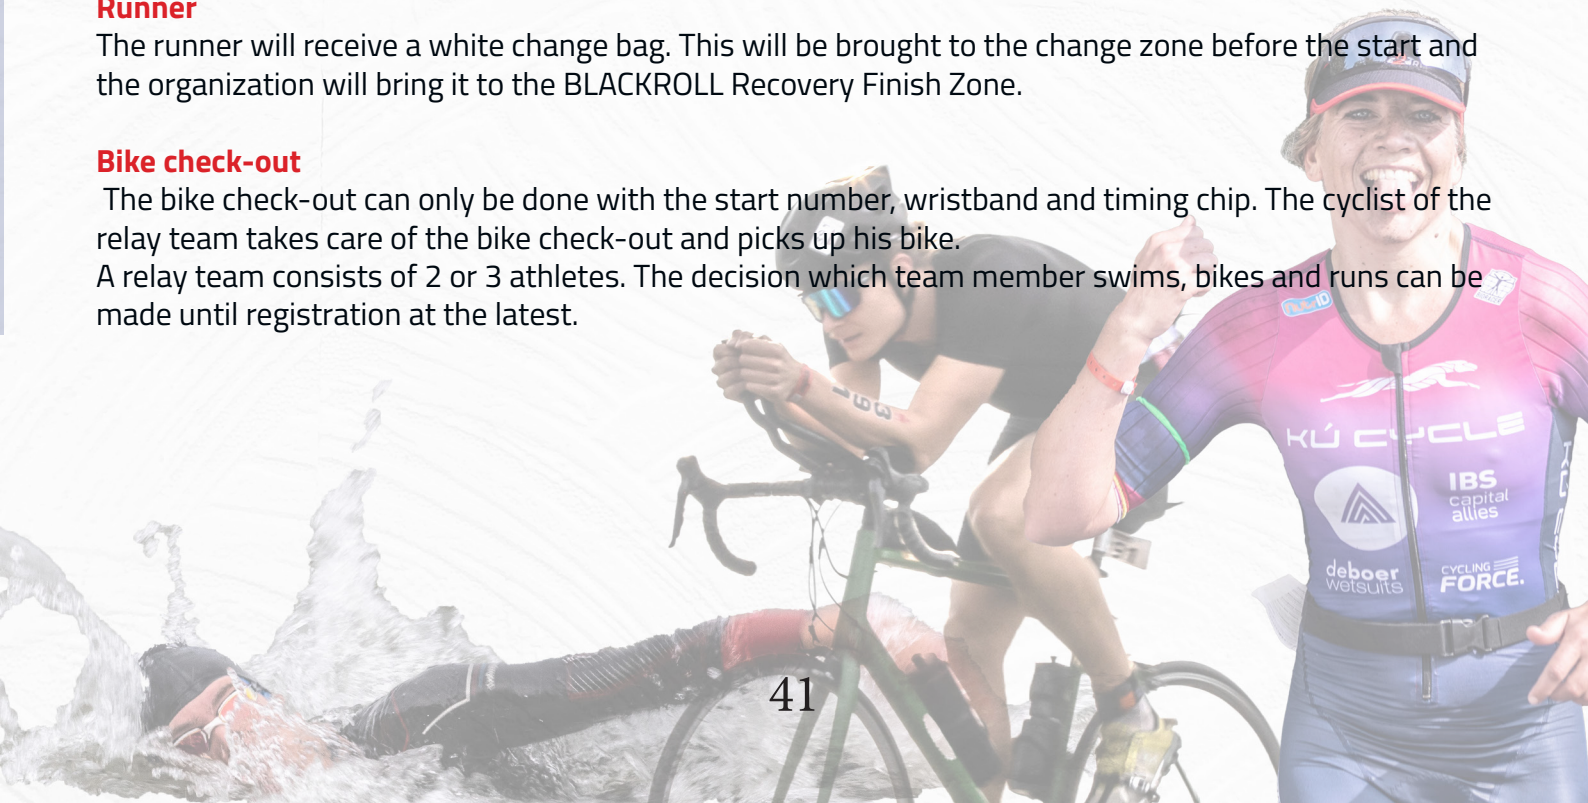 Runner
The runner will receive a white change bag. This will be brought to the change zone before the start and
the organization will bring it to the BLACKROLL Recovery Finish Zone.
Bike check-out
The bike check-out can only be done with the start number, wristband and timing chip. The cyclist of the
relay team takes care of the bike check-out and picks up his bike.
A relay team consists of 2 or 3 athletes. The decision which team member swims, bikes and runs can be
made until registration at the latest.
KÚ CYCLE
IBS
capital
allies
deboer
wetsuits
CYCLING
FORCE.
41